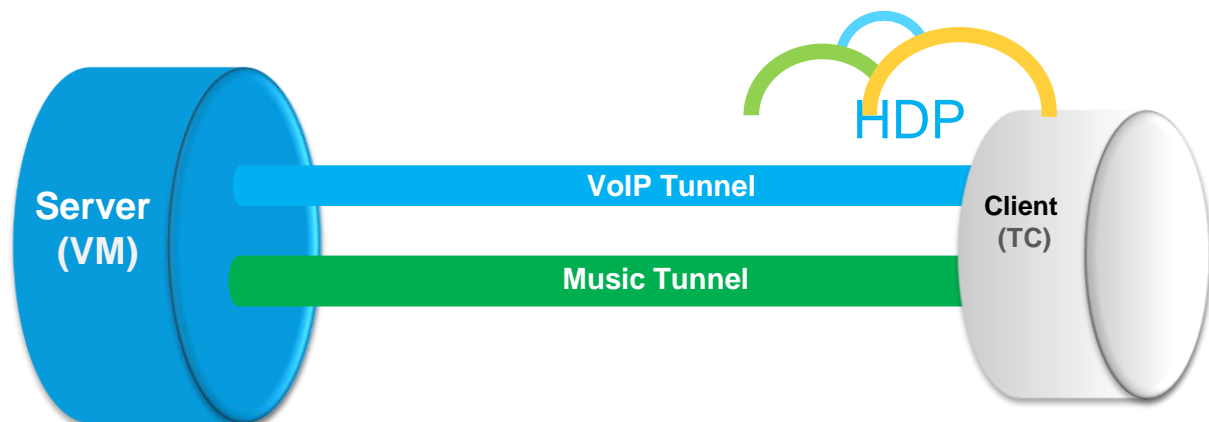 HDP
VoIP Tunnel
Server
(VM)
Client
(TC)
Music Tunnel